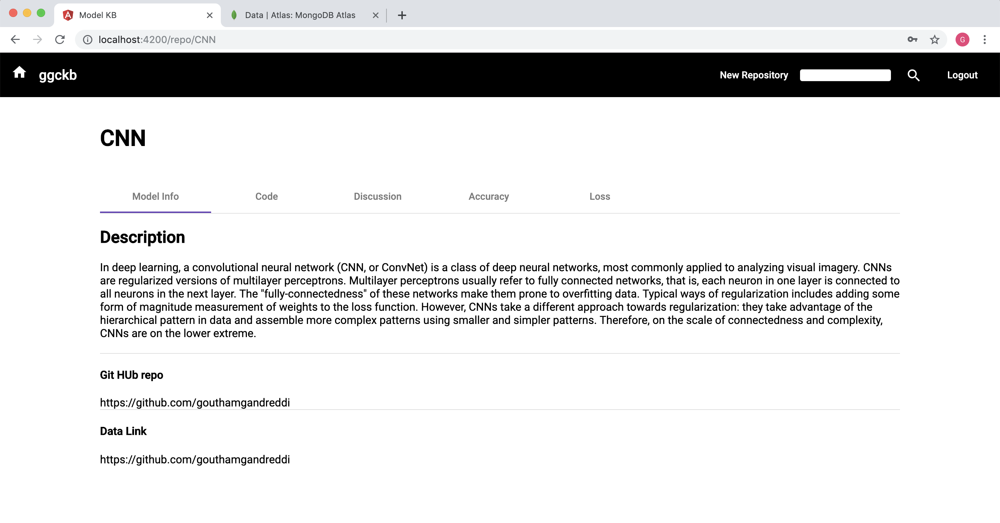 Model KB
Data | Atlas: MongoDB Atlas
localhost:4200/repo/CNN
G
ggckb
New Repository
Logout
CNN
Model Info
Code
Discussion
Accuracy
Loss
Description
In deep learning, a convolutional neural network (CNN, or ConvNet) is a class of deep neural networks, most commonly applied to analyzing visual imagery. CNNs
are regularized versions of multilayer perceptrons. Multilayer perceptrons usually refer to fully connected networks, that is, each neuron in one layer is connected to
all neurons in the next layer. The "fully-connectedness" of these networks make them prone to overfitting data. Typical ways of regularization includes adding some
form of magnitude measurement of weights to the loss function. However, CNNs take a different approach towards regularization: they take advantage of the
hierarchical pattern in data and assemble more complex patterns using smaller and simpler patterns. Therefore, on the scale of connectedness and complexity,
CNNs are on the lower extreme.
Git HUb repo
https://github.com/gouthamgandreddi
Data Link
https://github.com/gouthamgandreddi